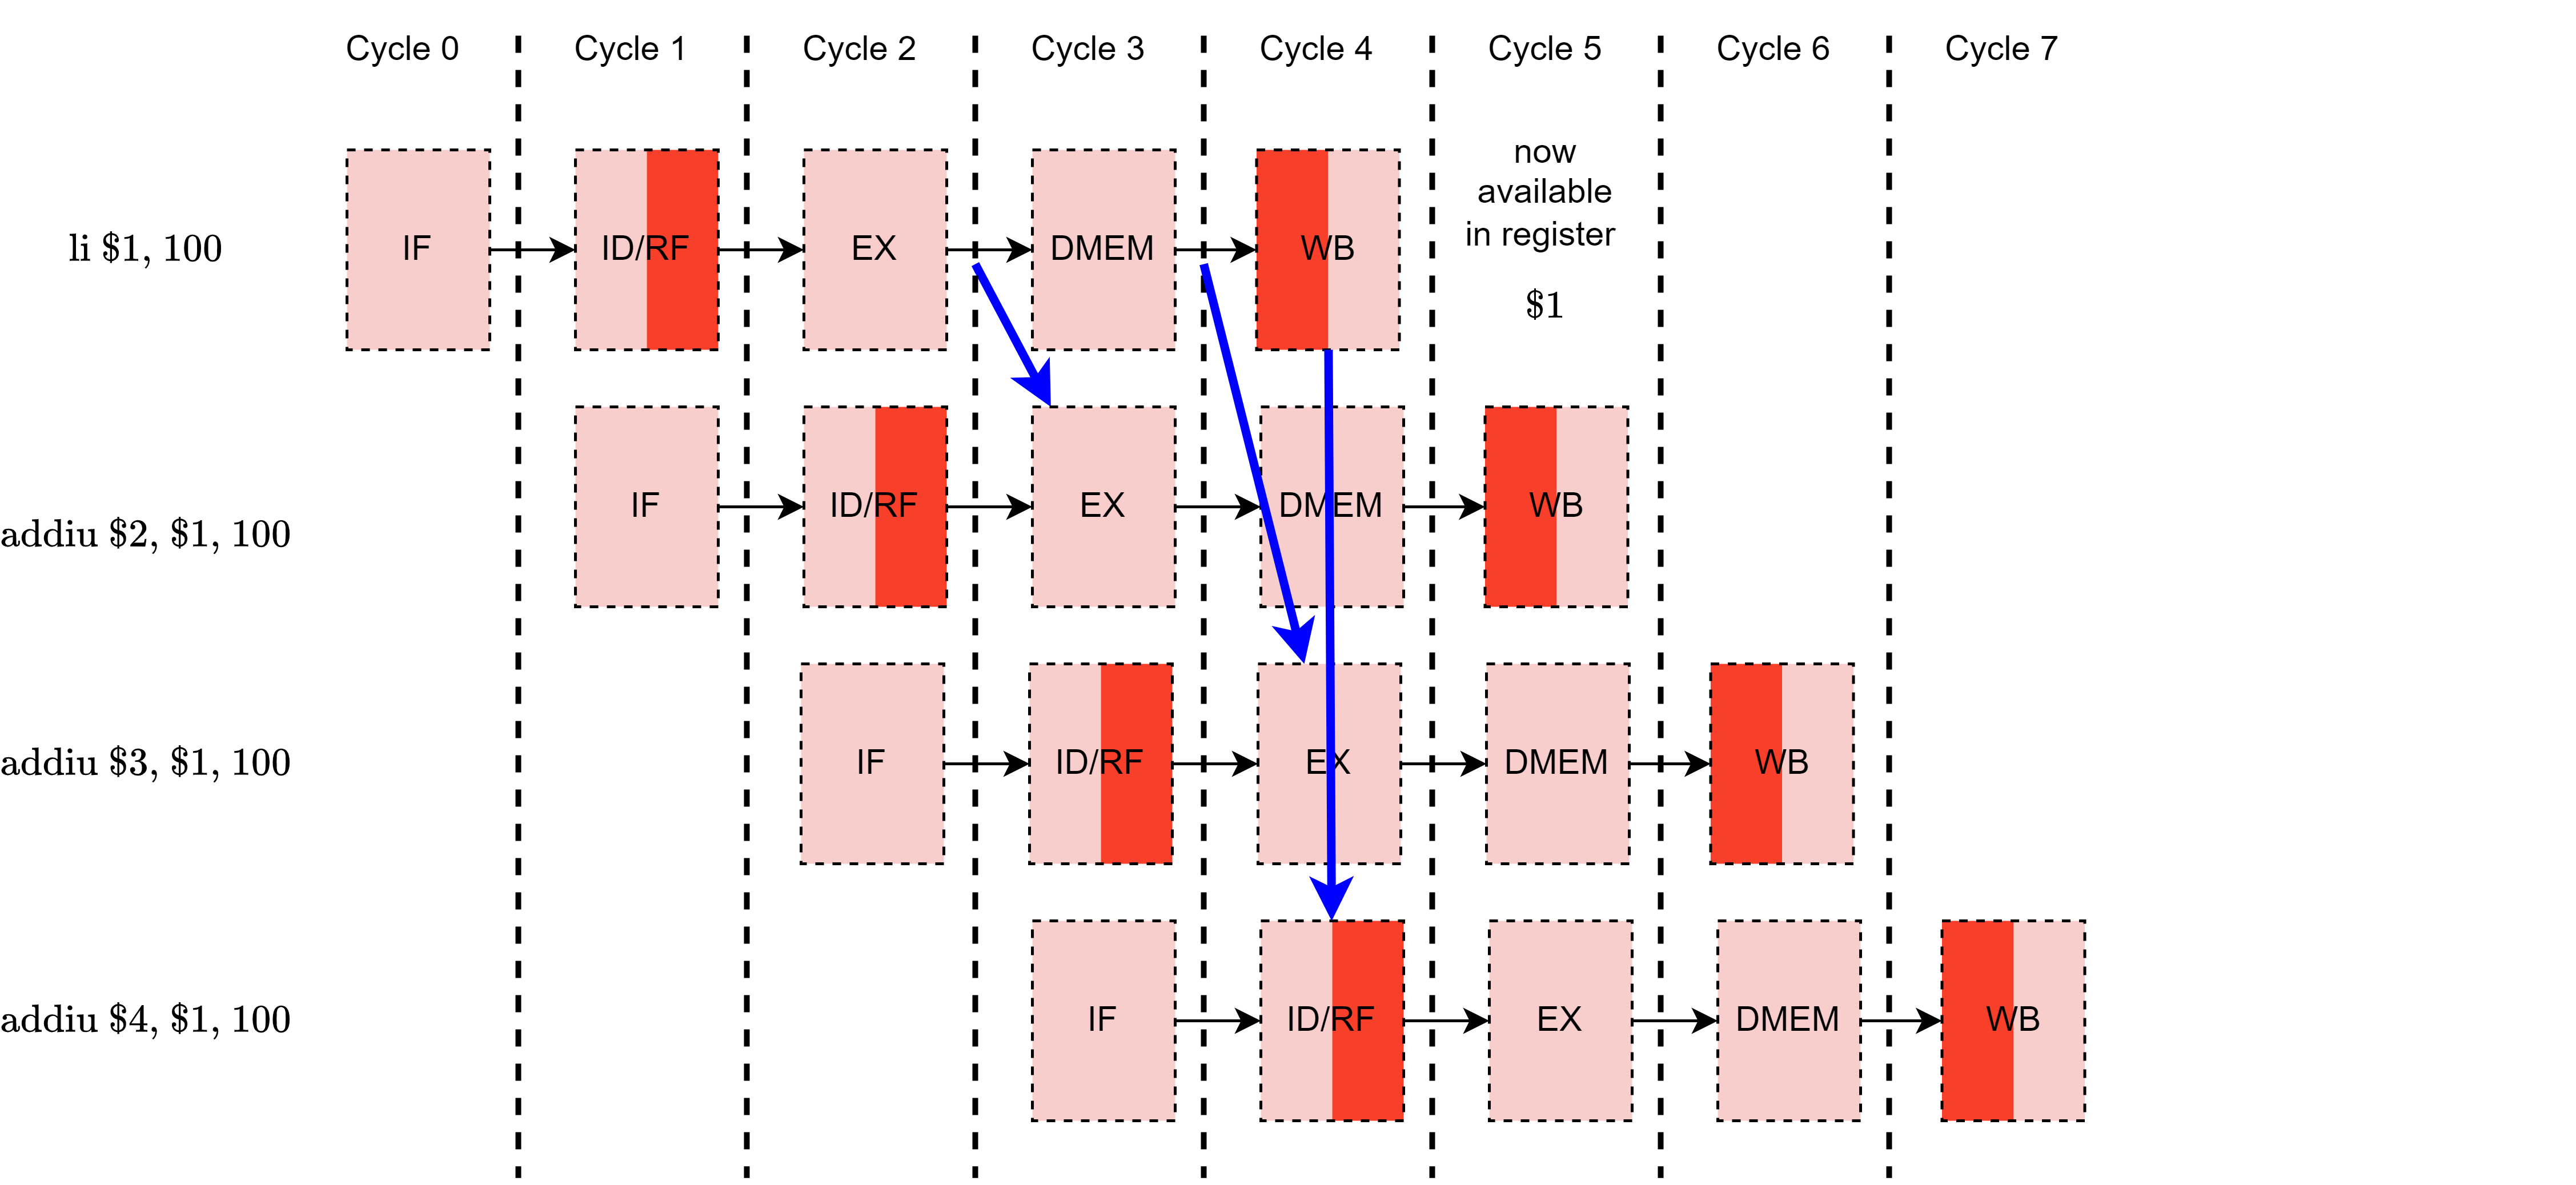 Cycle 0 Cycle 1 Cycle 2 Cycle 3 Cycle 4 Cycle 5 Cycle 6 Cycle 7
li $1, 100 IF ID/RF EX DMEM WB
now
available
in register
$1
addiu $2, $1, 100 IF ID/RF EX DMEM WB
addiu $3, $1, 100 IF ID/RF EX DMEM WB
addiu $4, $1, 100 IF ID/RF EX DMEM WB